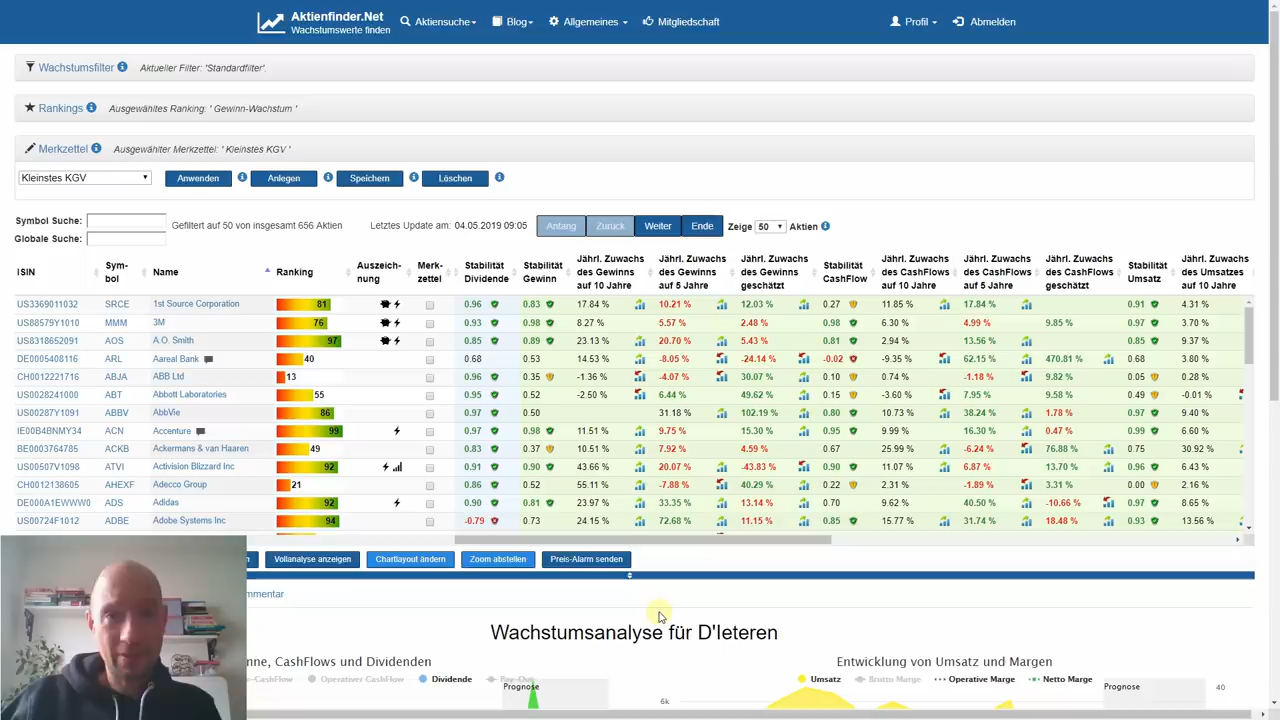 Aktienfinder.Net
Wachstumswerte finden
Aktiensuche Blog Allgemeines Mitgliedschaft Profil Abmelden
Wachstumsfilter Aktueller Filter: 'Standardfilter'.
Rankings Ausgewähltes Ranking: ' Gewinn-Wachstum '
Merkzettel Ausgewählter Merkzettel: ' Kleinstes KGV '
Kleinstes KGV Anwenden Anlegen Speichern Löschen
Symbol Suche: Gefiltert auf 50 von insgesamt 656 Aktien Letztes Update am: 04.05.2019 09:05 Anfang Zurück Weiter Ende Zeige 50 Aktien
Globale Suche:
Jährl. Zuwachs Jährl. Zuwachs Jährl. Zuwachs Jährl. Zuwachs Jährl. Zuwachs Jährl. Zuwachs Jährl. Zuwachs
ISIN Sym- Name Ranking Auszeich- Merk- Stabilität Stabilität des Gewinns des Gewinns des Gewinns Stabilität des CashFlows des CashFlows des CashFlows Stabilität des Umsatzes
bol nung zettel Dividende Gewinn auf 10 Jahre auf 5 Jahre geschätzt CashFlow auf 10 Jahre auf 5 Jahre geschätzt Umsatz auf 10 Jahre
US3369011032 SRCE 1st Source Corporation 81 0.96 0.83 17.84 % 10.21 % 12.03 % 0.27 11.85 % 17.84 % 0.91 4.31 %
US88579Y1010 MMM 3M 76 0.93 0.98 8.27 % 5.57 % 2.48 % 0.98 6.30 % 4.99 % 9.85 % 0.97 3.70 %
US8318652091 AOS A.O. Smith 97 0.85 0.89 23.13 % 20.70 % 5.43 % 0.81 2.94 % 13.56 % 0.85 9.37 %
DE0005408116 ARL Aareal Bank 40 0.68 0.53 14.53 % -8.05 % -24.14 % -0.02 -9.35 % 62.15 % 470.81 % 0.68 -3.80 %
CH0012221716 ABJA ABB Ltd 13 0.96 0.35 -1.36 % -4.07 % 30.07 % 0.10 0.74 % -1.18 % 9.82 % 0.05 0.28 %
US0028241000 ABT Abbott Laboratories 55 0.95 0.52 -2.50 % 6.44 % 49.62 % 0.15 -3.60 % 7.95 % 9.58 % 0.49 -0.01 %
US00287Y1091 ABBV AbbVie 86 0.97 0.50 31.18 % 102.19 % 0.80 10.73 % 38.24 % 1.78 % 0.97 9.40 %
IE00B4BNMY34 ACN Accenture 99 0.97 0.98 11.51 % 9.75 % 15.30 % 0.95 9.99 % 16.30 % 0.47 % 0.99 6.60 %
BE0003764785 ACKB Ackermans & van Haaren 49 0.83 0.37 10.51 % 7.92 % 4.59 % 0.67 25.99 % -6.24 % 76.88 % 0.75 30.92 %
US00507V1098 ATVI Activision Blizzard Inc 92 0.91 0.90 43.66 % 20.07 % -43.83 % 0.90 11.07 % 6.87 % 13.70 % 0.96 6.43 %
CH0012138605 AHEXF Adecco Group 21 0.86 0.26 55.11 % -7.88 % 40.29 % 0.22 2.31 % -1.89 % 3.31 % 0.00 2.16 %
DE000A1EWWW0 ADS Adidas 92 0.90 0.81 23.97 % 33.35 % 13.14 % 0.70 9.62 % 40.50 % -10.66 % 0.97 8.65 %
US00724F1012 ADBE Adobe Systems Inc 94 -0.79 0.73 24.15 % 72.68 % 11.15 % 0.85 15.77 % 31.74 % 18.48 % 0.93 13.56 %
Vollanalyse anzeigen Chartlayout ändern Zoom abstellen Preis-Alarm senden
mmentar
Wachstumsanalyse für D'Ieteren
nne, CashFlows und Dividenden Entwicklung von Umsatz und Margen
CashFlow Operativer CashFlow Dividende Pay-Out Umsatz Brutto Marge Operative Marge Netto Marge
Prognose Prognose 40
6k